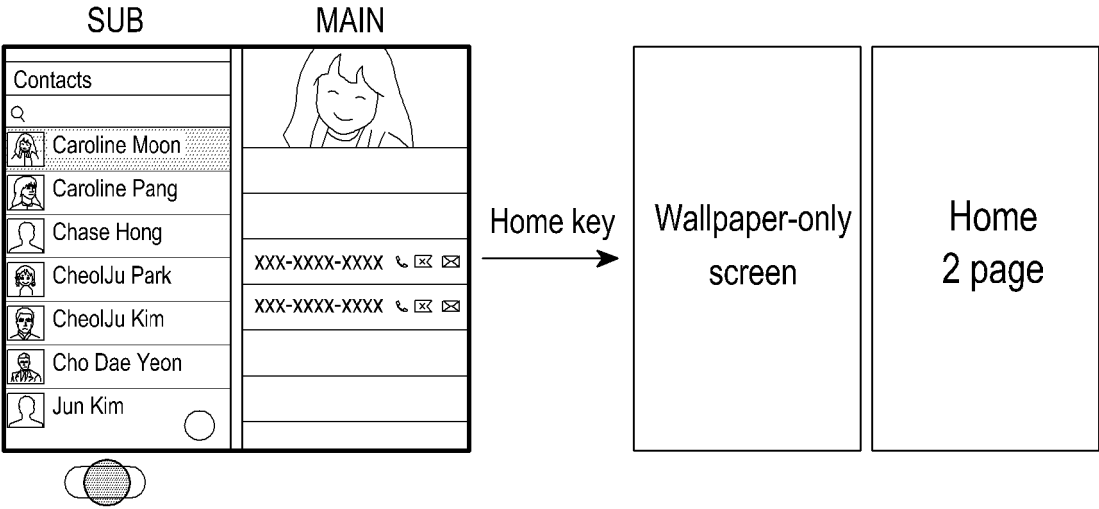 SUB
MAIN
Contacts
Caroline Moon
Caroline Pang
Chase Hong
CheolJu Park
CheolJu Kim
Cho Dae Yeon
Jun Kim
XXX-XXXX-XXXX
XXX-XXXX-XXXX
Home key
Wallpaper-only
screen
Home
2 page